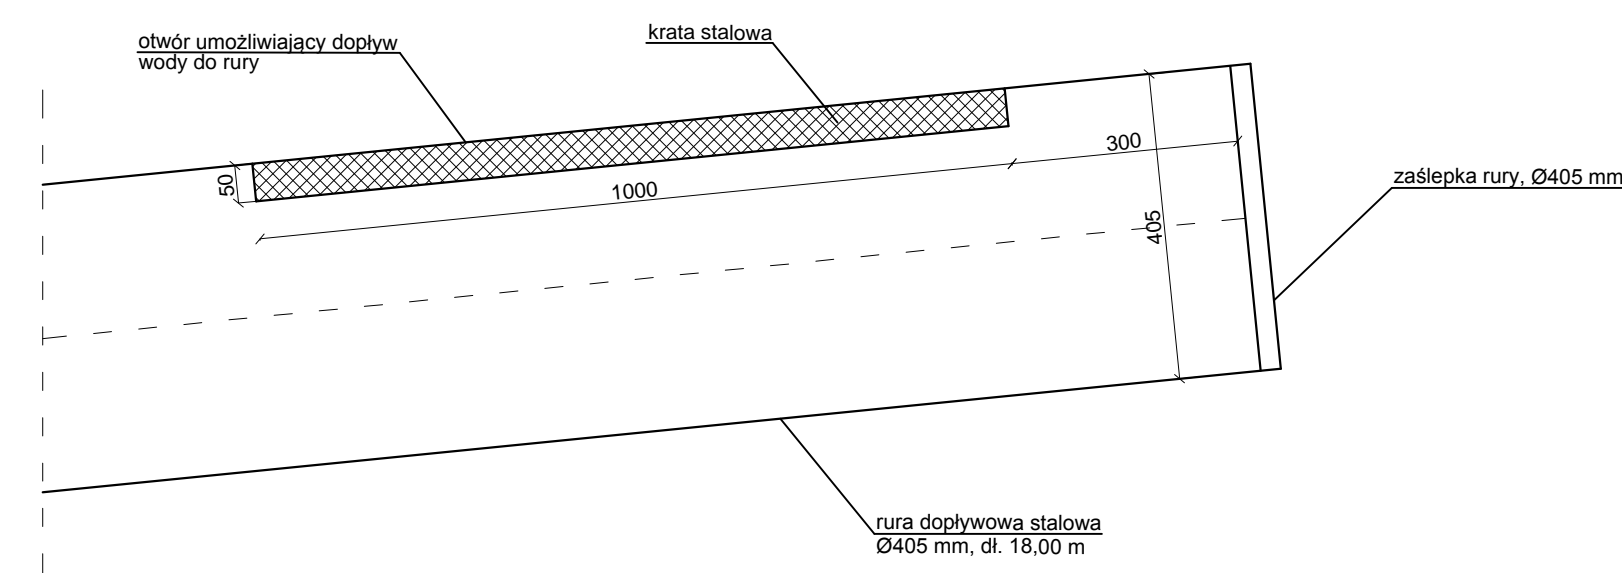 otwór umożliwiający dopływ
wody do rury
krata stalowa
300
50
1000
zaślepka rury, Ø405 mm
405
rura dopływowa stalowa
Ø405 mm, dł. 18,00 m